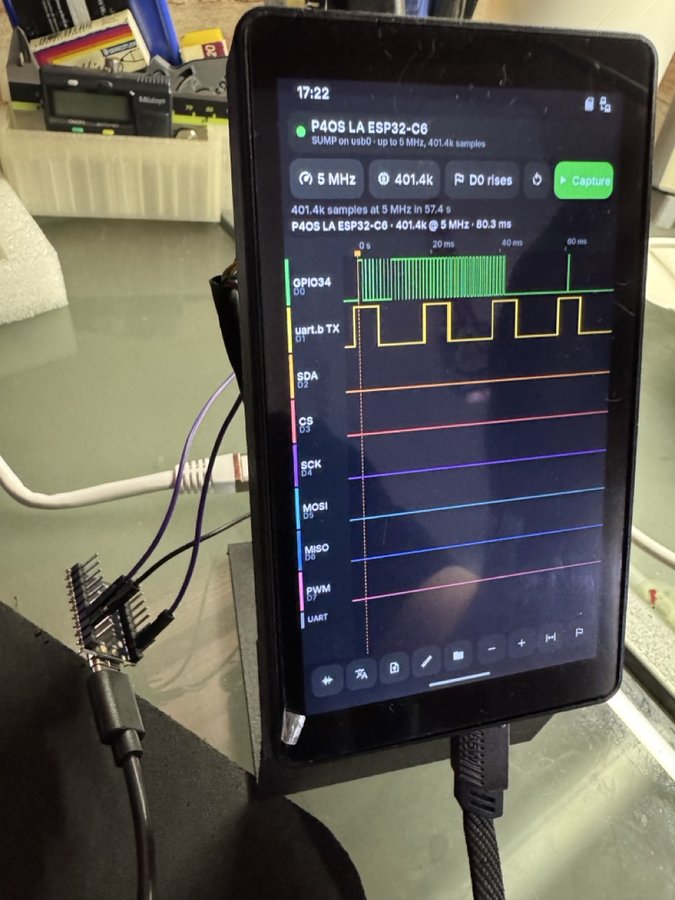 Mitutoyo
17:22
P4OS LA ESP32-C6
SUMP on usb0 · up to 5 MHz, 401.4k samples
5 MHz
401.4k
D0 rises
Capture
401.4k samples at 5 MHz in 57.4 s
P4OS LA ESP32-C6 · 401.4k @ 5 MHz · 80.3 ms
0 s
20 ms
40 ms
60 ms
GPIO34
D0
uart.b TX
D1
SDA
D2
CS
D3
SCK
D4
MOSI
D5
MISO
D6
PWM
D7
UART